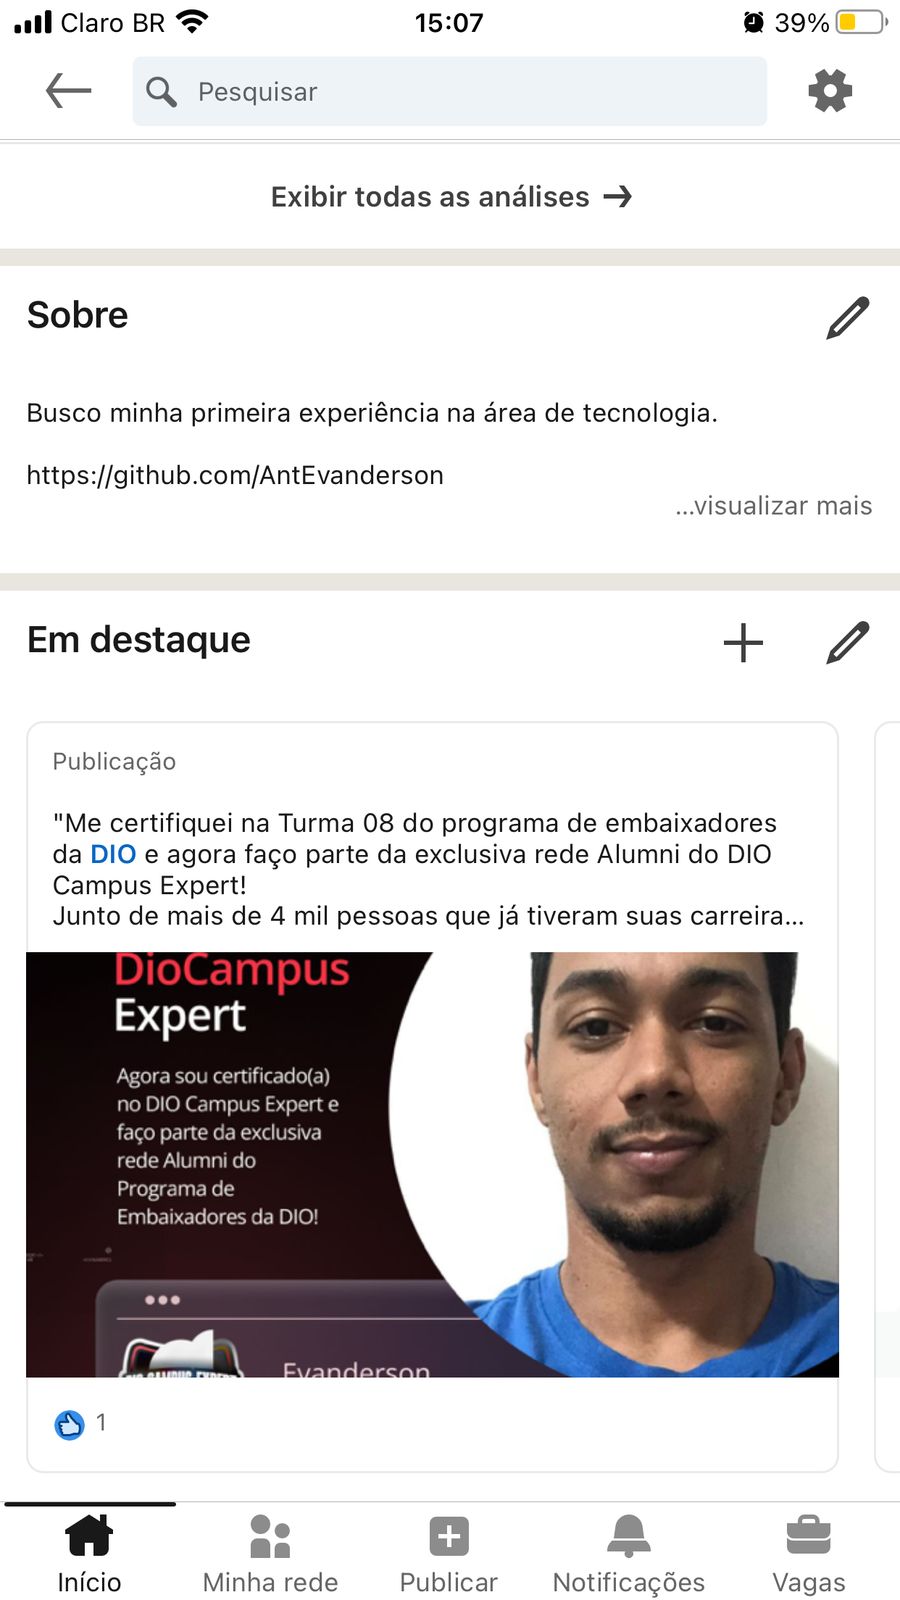 Claro BR
15:07
39%
Pesquisar
Exibir todas as análises →
Sobre
Busco minha primeira experiência na área de tecnologia.
https://github.com/AntEvanderson
...visualizar mais
Em destaque
Publicação
"Me certifiquei na Turma 08 do programa de embaixadores
da DIO e agora faço parte da exclusiva rede Alumni do DIO
Campus Expert!
Junto de mais de 4 mil pessoas que já tiveram suas carreira...
DioCampus
Expert
Agora sou certificado(a)
no DIO Campus Expert e
faço parte da exclusiva
rede Alumni do
Programa de
Embaixadores da DIO!
Evanderson
1
Início
Minha rede
Publicar
Notificações
Vagas